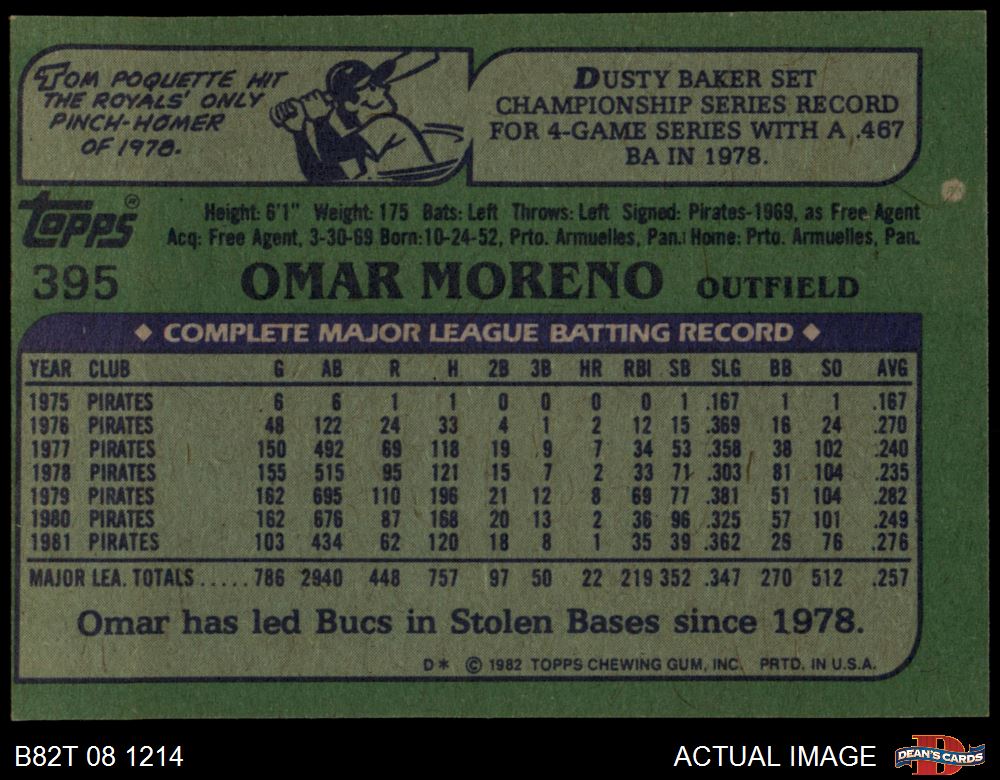 TOM POQUETTE HIT
THE ROYALS' ONLY
PINCH-HOMER
OF 1978.
DUSTY BAKER SET
CHAMPIONSHIP SERIES RECORD
FOR 4-GAME SERIES WITH A .467
BA IN 1978.
topps®
Height: 6'1" Weight: 175 Bats: Left Throws: Left Signed: Pirates-1969, as Free Agent
Acq: Free Agent, 3-30-69 Born: 10-24-52, Prto. Armuelles, Pan. Home: Prto. Armuelles, Pan.
395 OMAR MORENO OUTFIELD
◆ COMPLETE MAJOR LEAGUE BATTING RECORD ◆
YEAR CLUB G AB R H 2B 3B HR RBI SB SLG BB SO AVG
1975 PIRATES 6 6 1 1 0 0 0 0 1 .167 1 1 .167
1976 PIRATES 48 122 24 33 4 1 2 12 15 .369 16 24 .270
1977 PIRATES 150 492 69 118 19 9 7 34 53 .358 38 102 .240
1978 PIRATES 155 515 95 121 15 7 2 33 71 .303 81 104 .235
1979 PIRATES 162 695 110 196 21 12 8 69 77 .381 51 104 .282
1980 PIRATES 162 676 87 168 20 13 2 36 96 .325 57 101 .249
1981 PIRATES 103 434 62 120 18 8 1 35 39 .362 26 76 .276
MAJOR LEA. TOTALS.....786 2940 448 757 97 50 22 219 352 .347 270 512 .257
Omar has led Bucs in Stolen Bases since 1978.
D* © 1982 TOPPS CHEWING GUM, INC. PRTD. IN U.S.A.
B82T 08 1214
ACTUAL IMAGE
D
DEAN'S CARDS